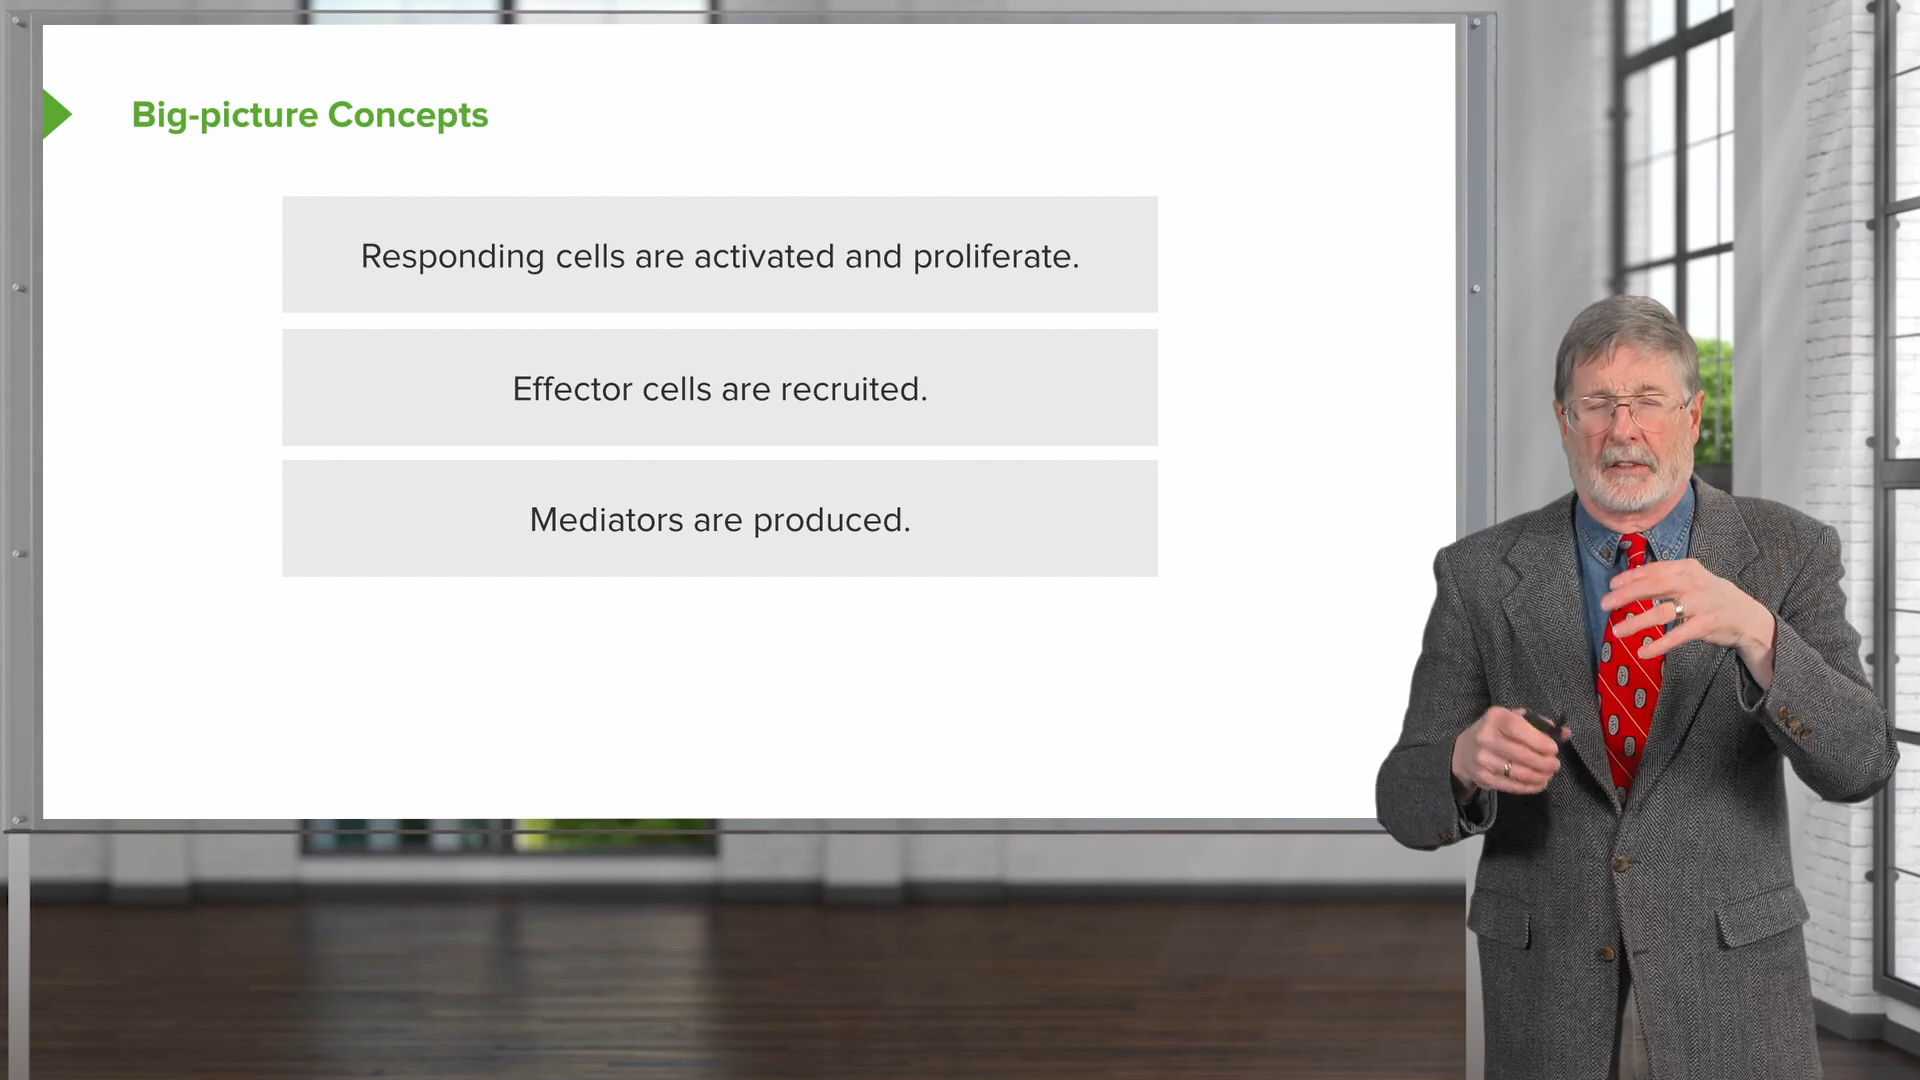 Big-picture Concepts
Responding cells are activated and proliferate.
Effector cells are recruited.
Mediators are produced.